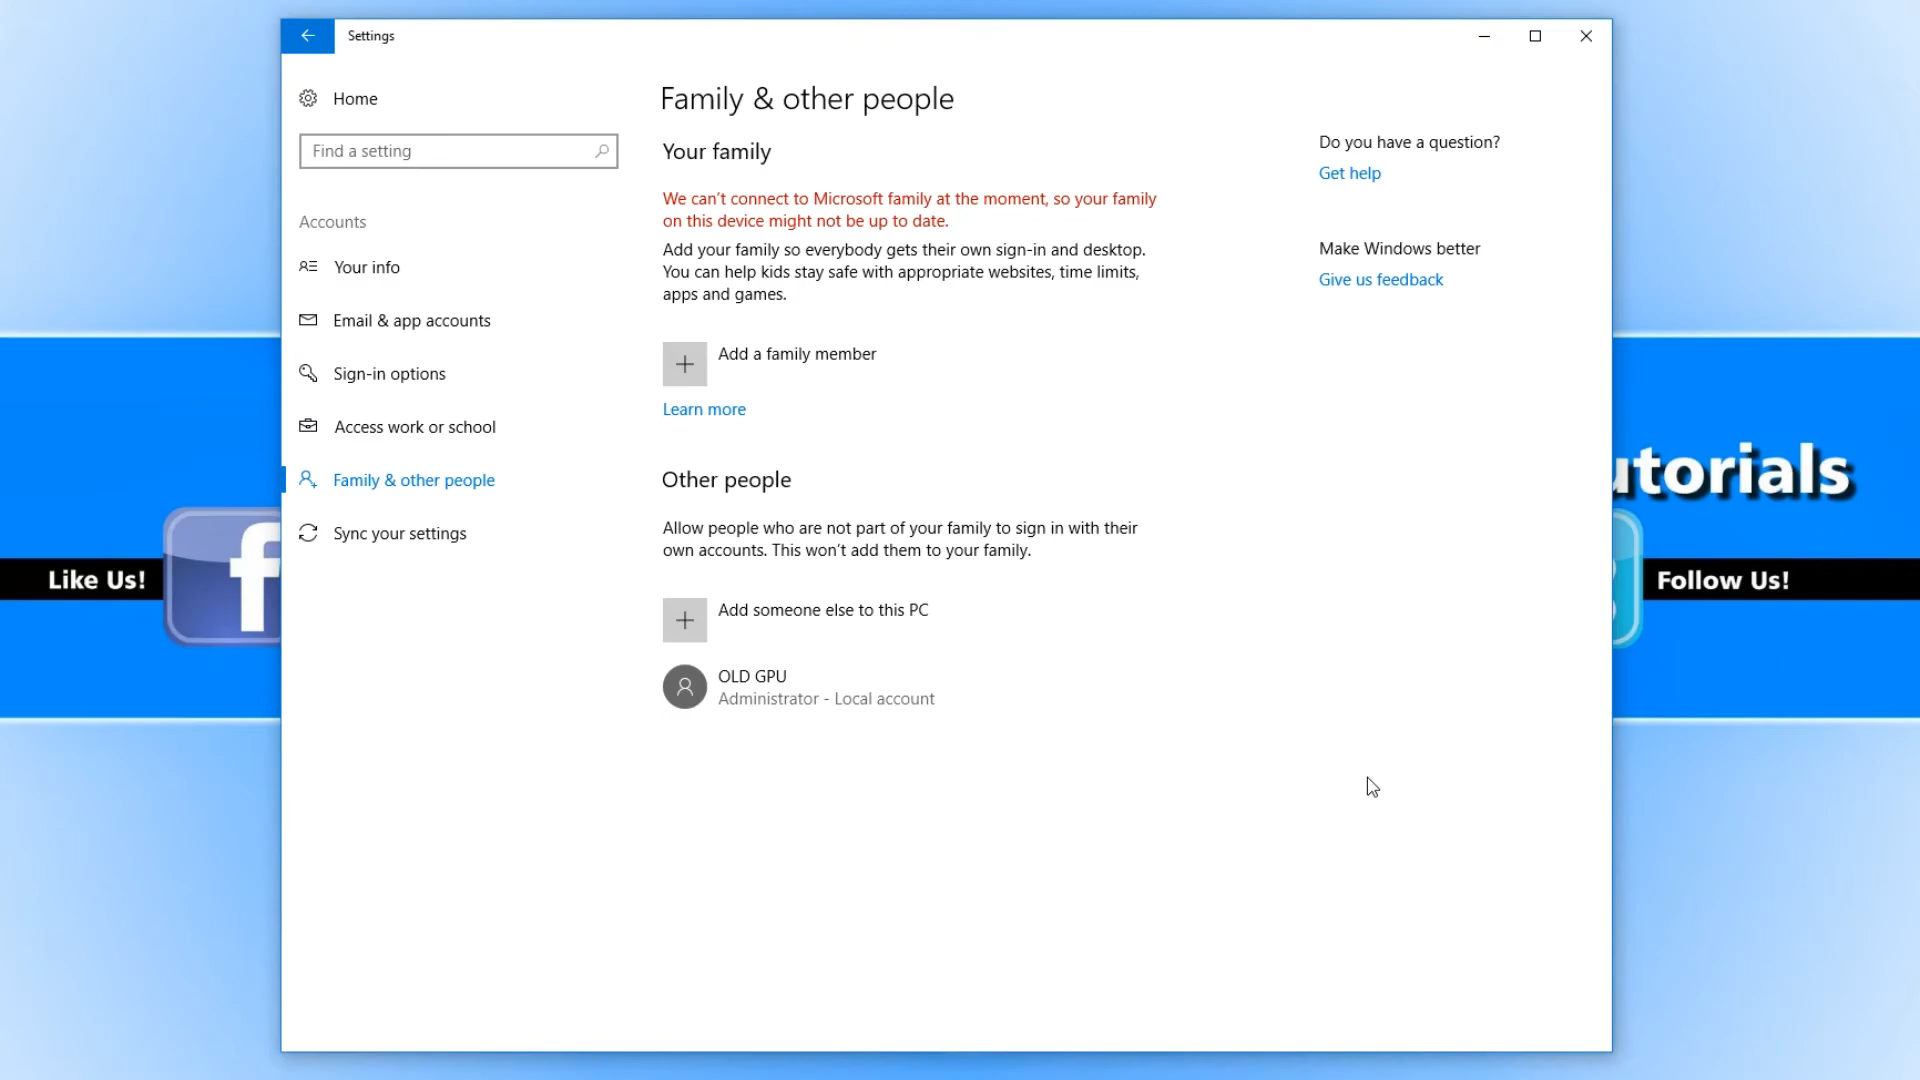 Settings
Home
Find a setting
Accounts
Your info
Email & app accounts
Sign-in options
Access work or school
Family & other people
Sync your settings
Family & other people
Your family
We can't connect to Microsoft family at the moment, so your family
on this device might not be up to date.
Add your family so everybody gets their own sign-in and desktop.
You can help kids stay safe with appropriate websites, time limits,
apps and games.
Add a family member
Learn more
Other people
Allow people who are not part of your family to sign in with their
own accounts. This won't add them to your family.
Add someone else to this PC
OLD GPU
Administrator - Local account
Do you have a question?
Get help
Make Windows better
Give us feedback
Like Us!
f
utorials
Follow Us!